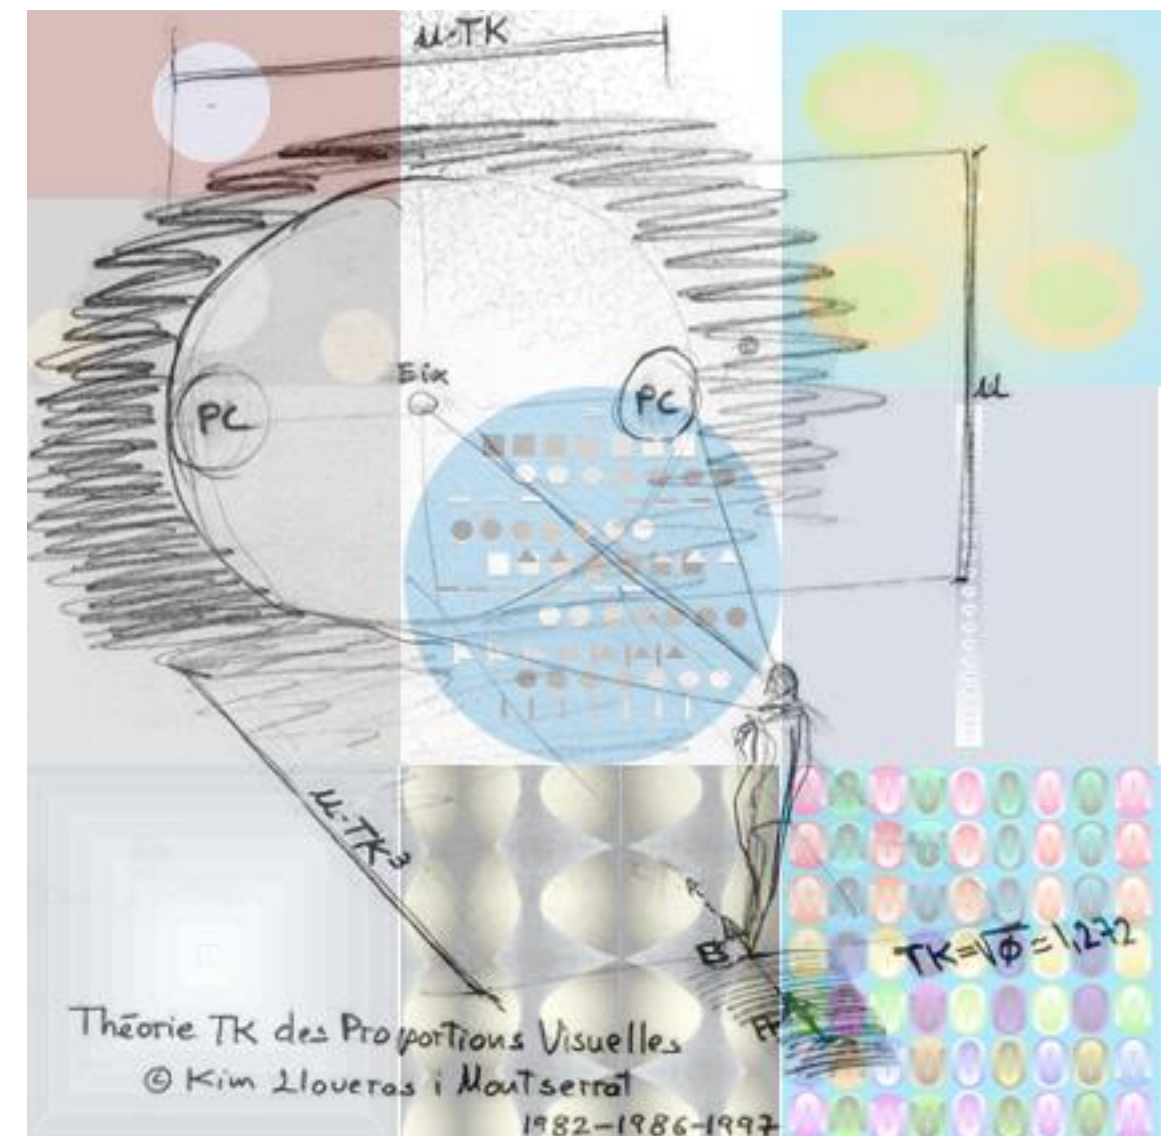 u·TK
Eix
PC
PC
u
u·TK³
B
TK=√Φ=1,272
Théorie TK des Proportions Visuelles
© Kim Lloveras i Montserrat
1982-1986-1997